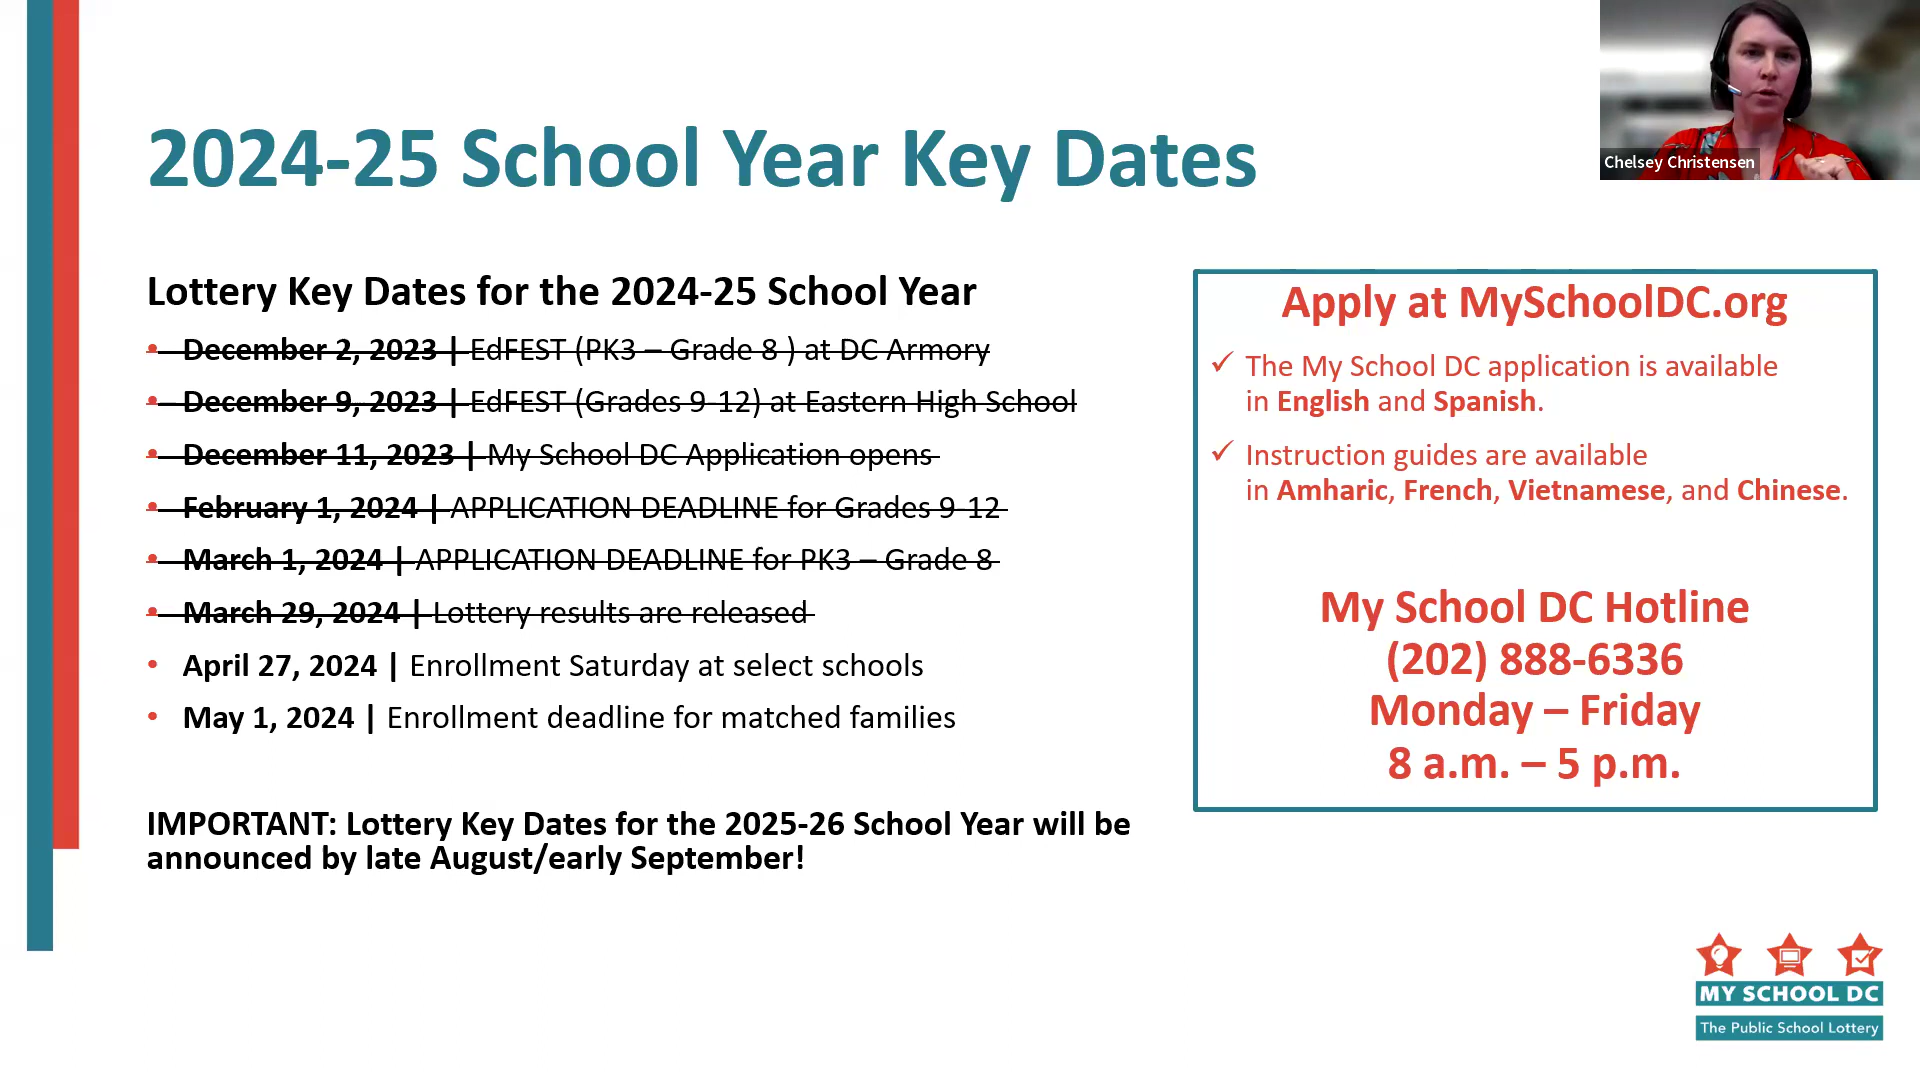 Chelsey Christensen
2024-25 School Year Key Dates
Lottery Key Dates for the 2024-25 School Year
• December 2, 2023 | EdFEST (PK3 – Grade 8 ) at DC Armory
• December 9, 2023 | EdFEST (Grades 9-12) at Eastern High School
• December 11, 2023 | My School DC Application opens
• February 1, 2024 | APPLICATION DEADLINE for Grades 9-12
• March 1, 2024 | APPLICATION DEADLINE for PK3 – Grade 8
• March 29, 2024 | Lottery results are released
• April 27, 2024 | Enrollment Saturday at select schools
• May 1, 2024 | Enrollment deadline for matched families
IMPORTANT: Lottery Key Dates for the 2025-26 School Year will be
announced by late August/early September!
Apply at MySchoolDC.org
✓ The My School DC application is available
in English and Spanish.
✓ Instruction guides are available
in Amharic, French, Vietnamese, and Chinese.
My School DC Hotline
(202) 888-6336
Monday – Friday
8 a.m. – 5 p.m.
MY SCHOOL DC
The Public School Lottery